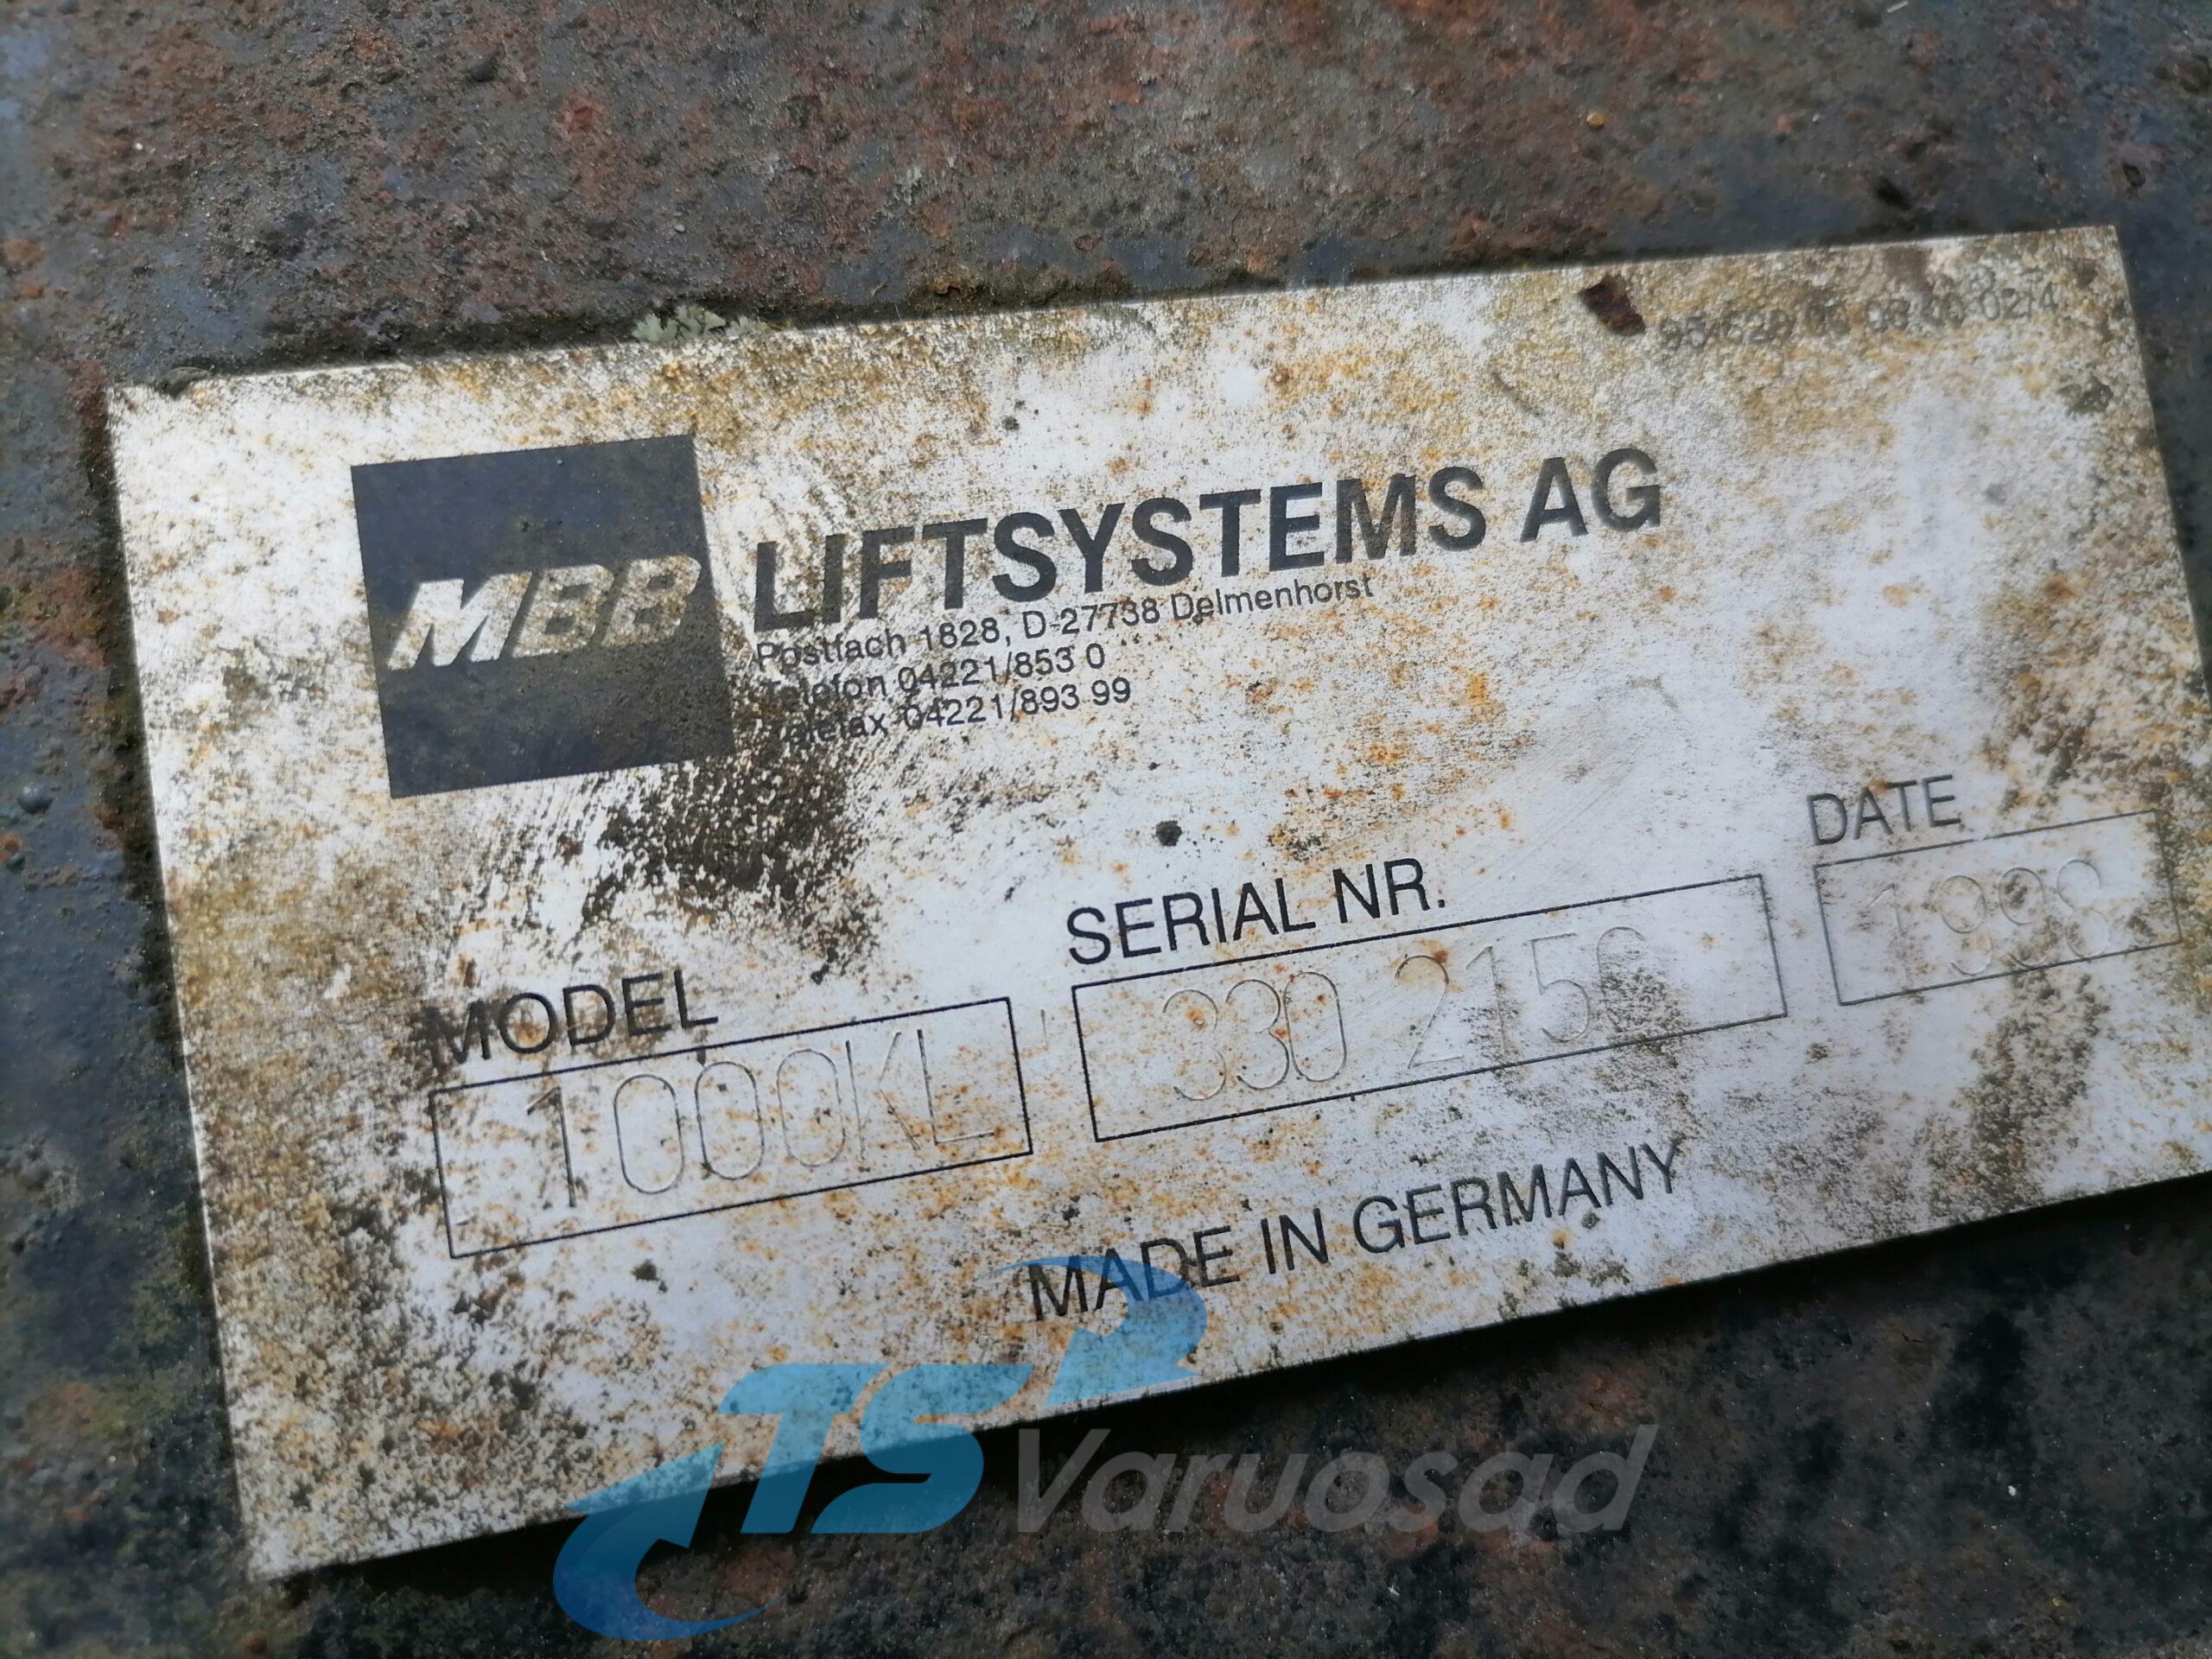 MBB
LIFTSYSTEMS AG
Postfach 1828, D-27738 Delmenhorst
Telefon 04221/853 0
Telefax 04221/893 99
MODEL
1000KL
SERIAL NR.
330
DATE
1998
MADE IN GERMANY
TS Varuosad